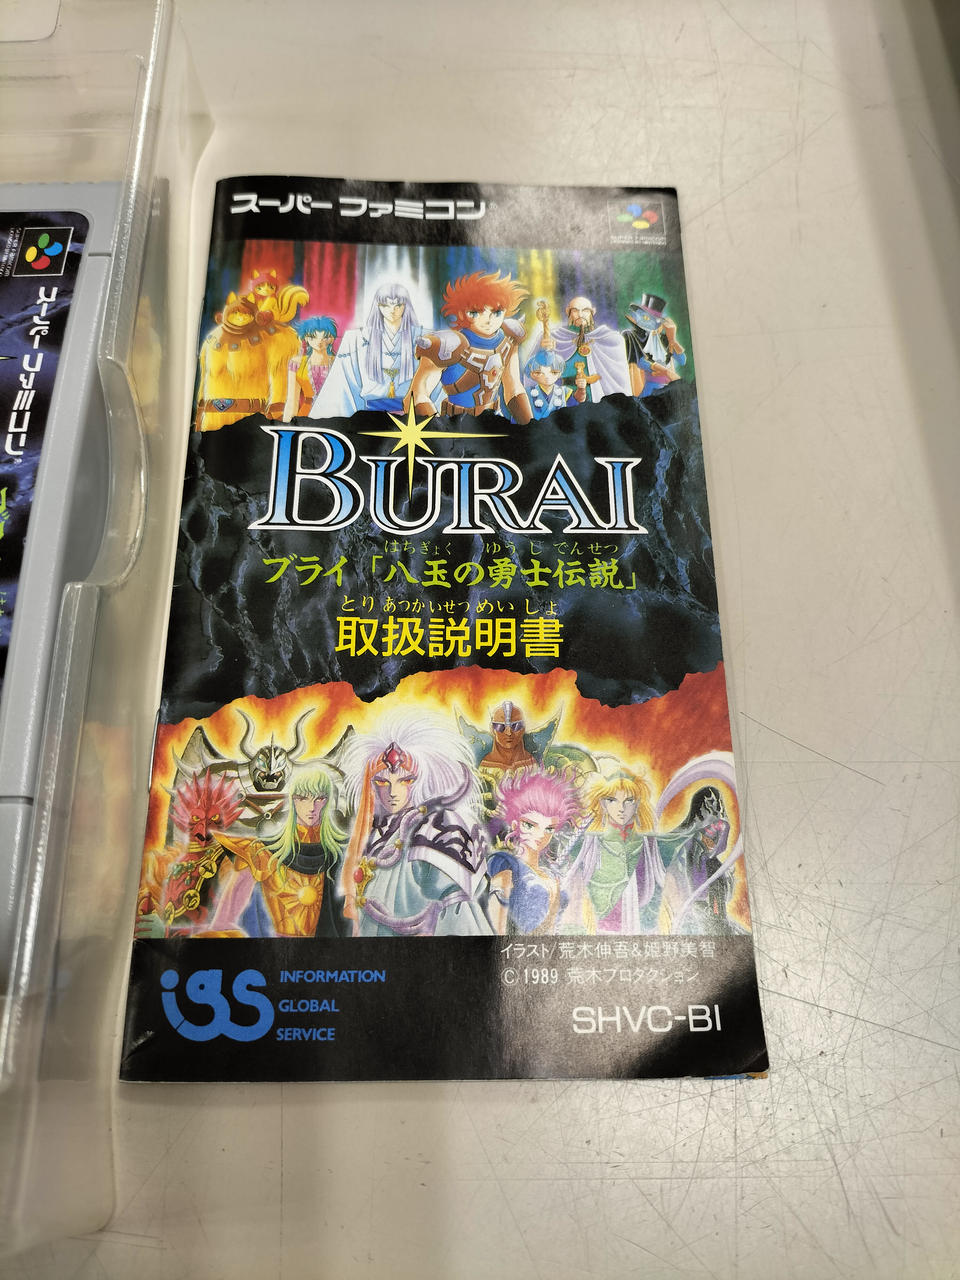 スーパーファミコン®
BURAI
はちぎょく ゆうしでんせつ
ブライ「八玉の勇士伝説」
とりあつかいせつめいしょ
取扱説明書
igs INFORMATION
GLOBAL
SERVICE
イラスト/荒木伸吾&姫野美智
©1989 荒木プロダクション
SHVC-BI
スーパーファミコン®